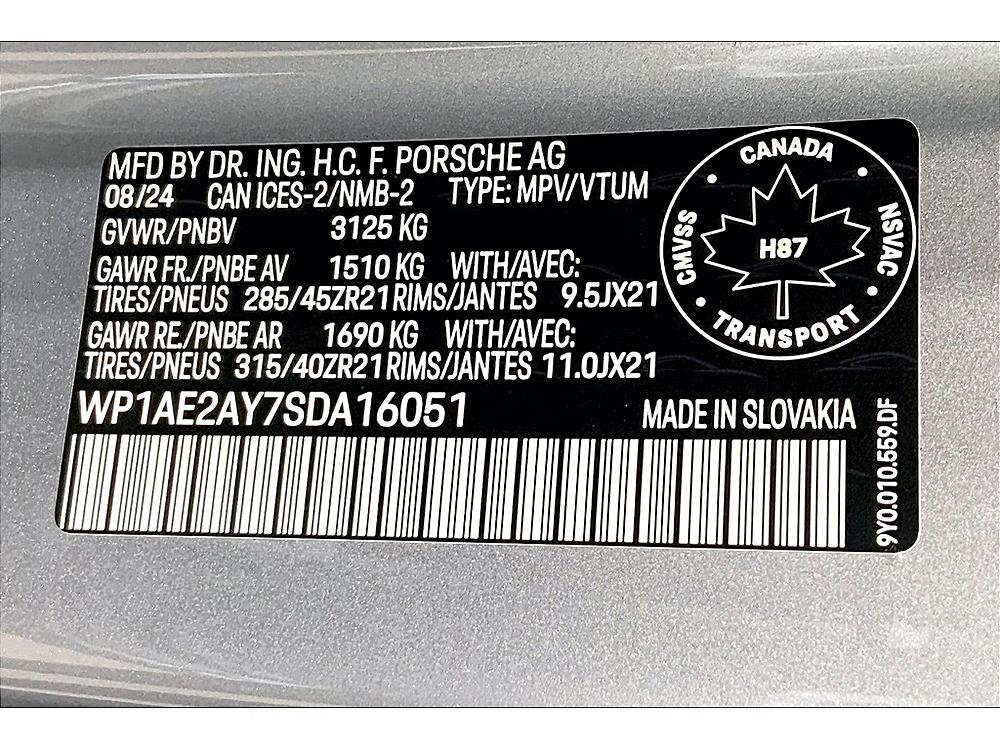 MFD BY DR. ING. H.C. F. PORSCHE AG
08/24 CAN ICES-2/NMB-2 TYPE: MPV/VTUM
GVWR/PNBV 3125 KG
GAWR FR./PNBE AV 1510 KG WITH/AVEC:
TIRES/PNEUS 285/45ZR21 RIMS/JANTES 9.5JX21
GAWR RE./PNBE AR 1690 KG WITH/AVEC:
TIRES/PNEUS 315/40ZR21 RIMS/JANTES 11.0JX21
WP1AE2AY7SDA16051 MADE IN SLOVAKIA
CANADA
CMVSS
H87
NSVAC
TRANSPORT
9Y0.010.559.DF